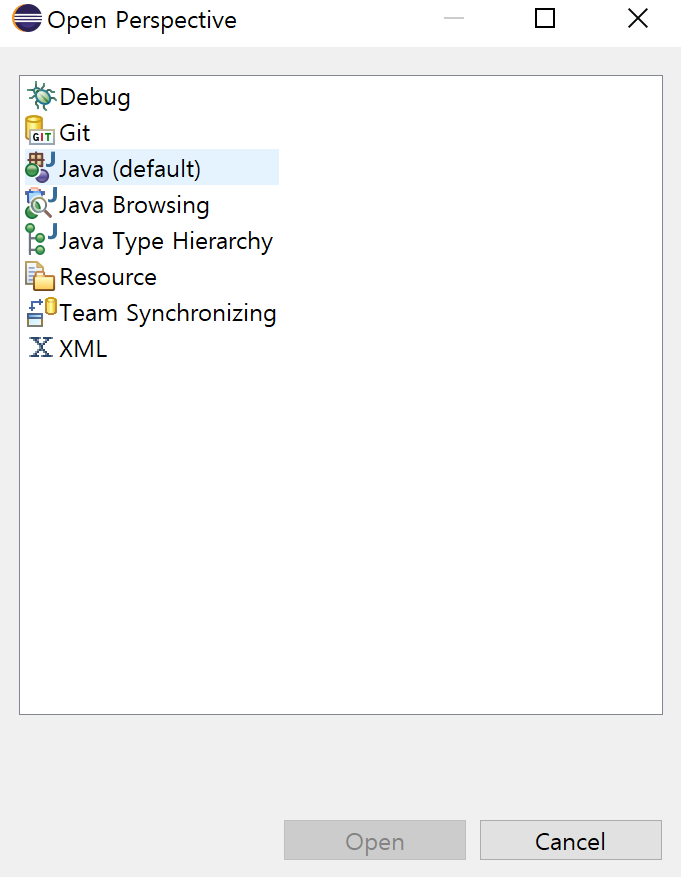 Open Perspective
Debug
GIT Git
Java (default)
Java Browsing
Java Type Hierarchy
Resource
Team Synchronizing
XML
Open Cancel